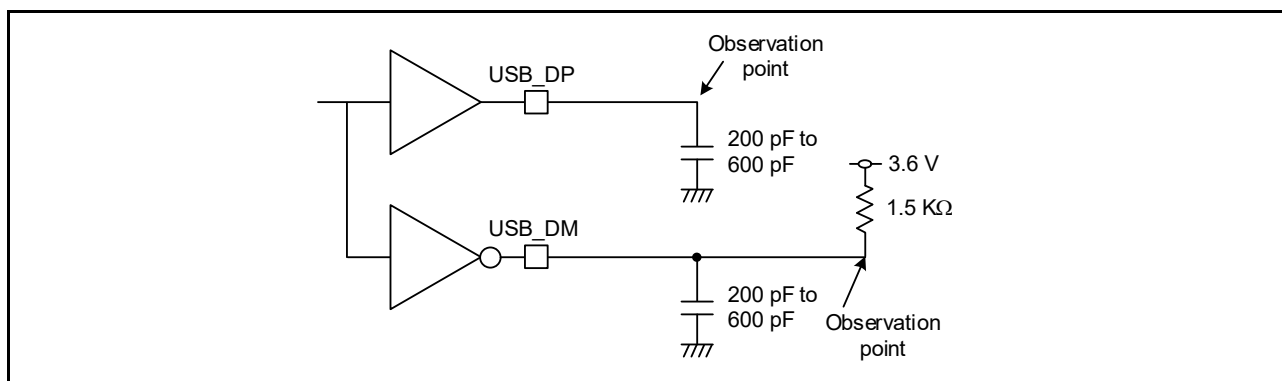 Observation
point
USB_DP
200 pF to
600 pF
3.6 V
1.5 KΩ
USB_DM
200 pF to
600 pF
Observation
point